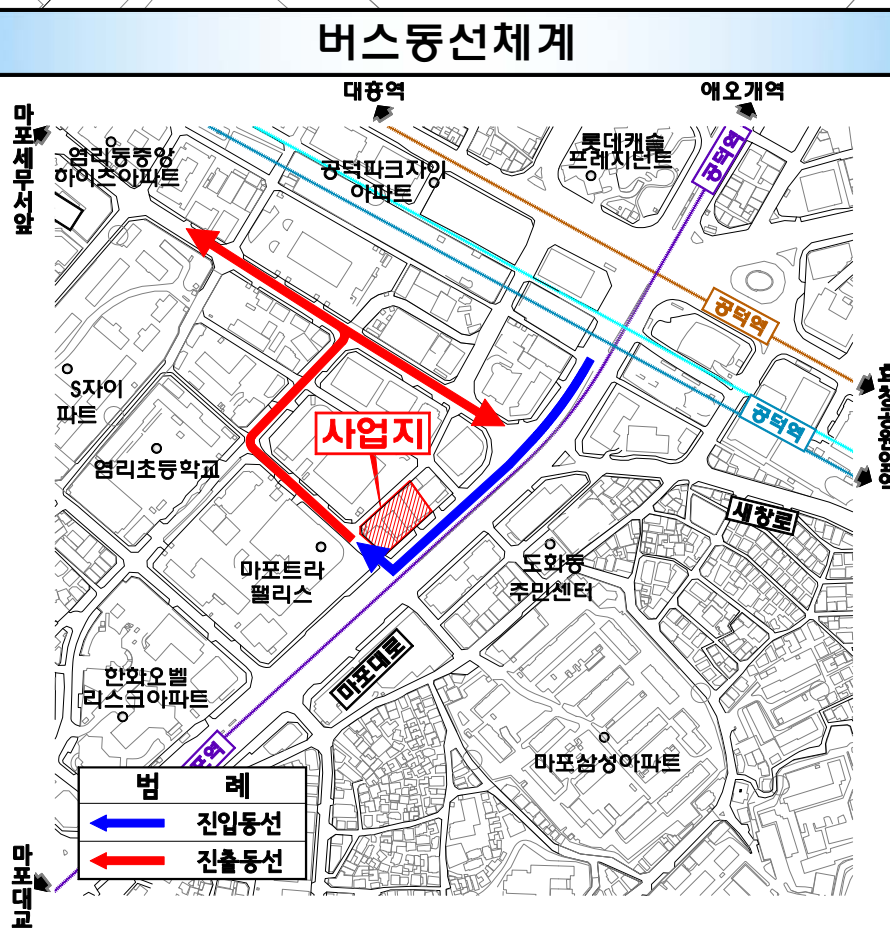 버스동선체계
대흥역
애오개역
마포세무서앞
염리동중앙
하이츠아파트
공덕파크자이
아파트
롯데캐슬
프레지던트
공덕역
공덕역
공덕역
S자이
파트
사업지
염리초등학교
새창로
마포트라
팰리스
도화동
주민센터
한화오벨
리스크아파트
마포대로
마포삼성아파트
범 례
진입동선
진출동선
마포대교